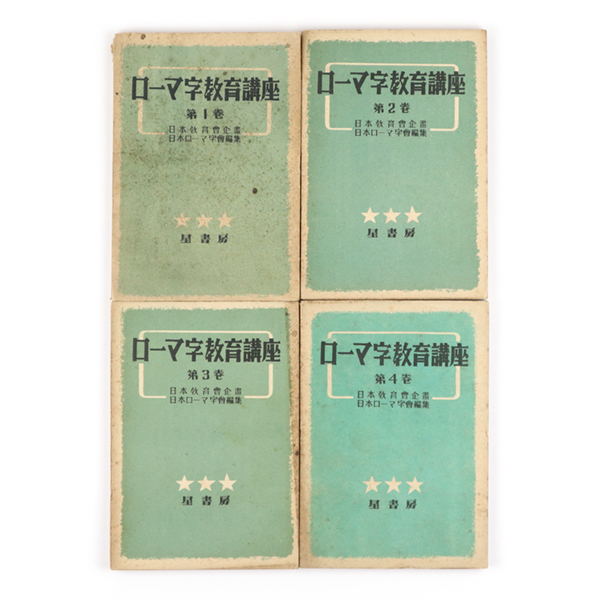 ローマ字教育講座
第1巻
日本教育會企畫
日本ローマ字會編集
星書房
ローマ字教育講座
第2巻
日本教育會企畫
日本ローマ字會編集
星書房
ローマ字教育講座
第3巻
日本教育會企畫
日本ローマ字會編集
星書房
ローマ字教育講座
第4巻
日本教育會企畫
日本ローマ字會編集
星書房